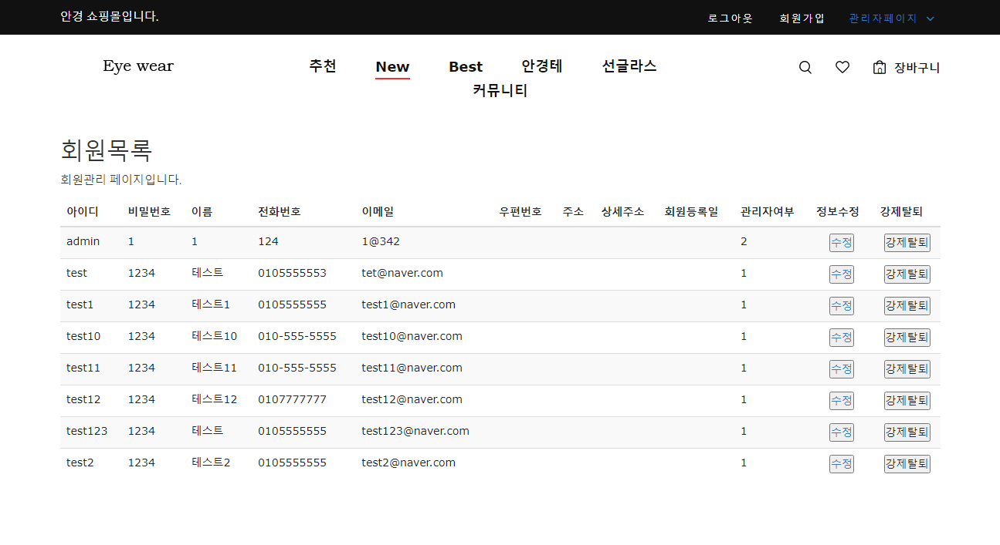 안경 쇼핑몰입니다. 로그아웃 회원가입 관리자페이지
Eye wear 추천 New Best 안경테 선글라스 장바구니
커뮤니티
회원목록
회원관리 페이지입니다.
아이디 비밀번호 이름 전화번호 이메일 우편번호 주소 상세주소 회원등록일 관리자여부 정보수정 강제탈퇴
admin 1 1 124 1@342 2 수정 강제탈퇴
test 1234 테스트 0105555553 tet@naver.com 1 수정 강제탈퇴
test1 1234 테스트1 0105555555 test1@naver.com 1 수정 강제탈퇴
test10 1234 테스트10 010-555-5555 test10@naver.com 1 수정 강제탈퇴
test11 1234 테스트11 010-555-5555 test11@naver.com 1 수정 강제탈퇴
test12 1234 테스트12 0107777777 test12@naver.com 1 수정 강제탈퇴
test123 1234 테스트 0105555555 test123@naver.com 1 수정 강제탈퇴
test2 1234 테스트2 0105555555 test2@naver.com 1 수정 강제탈퇴